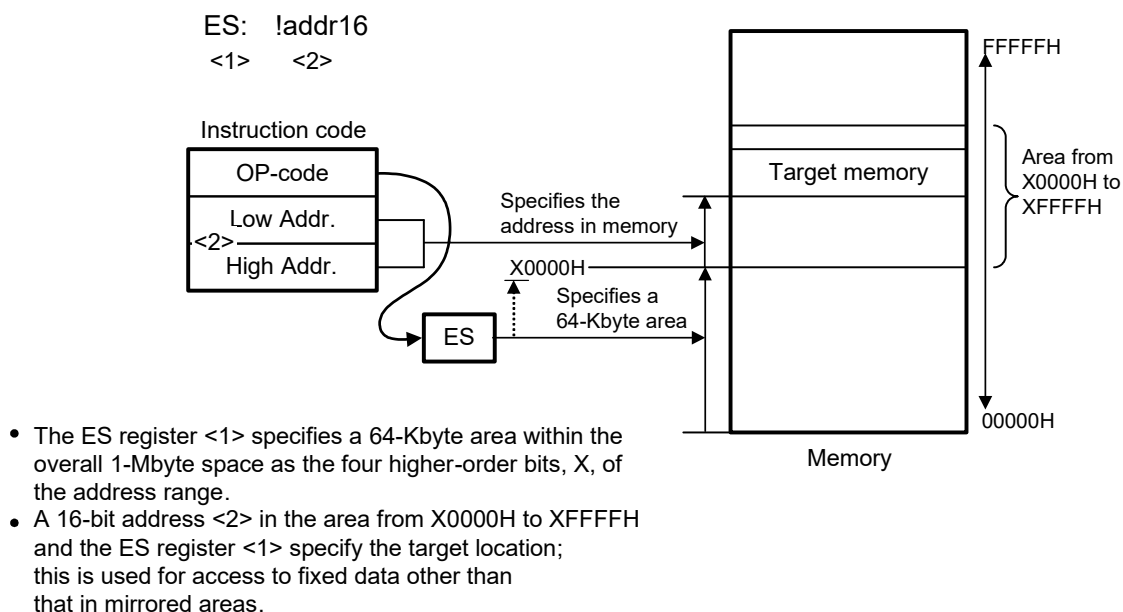 ES: !addr16
<1> <2>
Instruction code
OP-code
Low Addr.
<2>
High Addr.
ES
Specifies the
address in memory
X0000H
Specifies a
64-Kbyte area
FFFFFH
Target memory
Area from
X0000H to
XFFFFH
00000H
Memory
• The ES register <1> specifies a 64-Kbyte area within the
overall 1-Mbyte space as the four higher-order bits, X, of
the address range.
• A 16-bit address <2> in the area from X0000H to XFFFFH
and the ES register <1> specify the target location;
this is used for access to fixed data other than
that in mirrored areas.